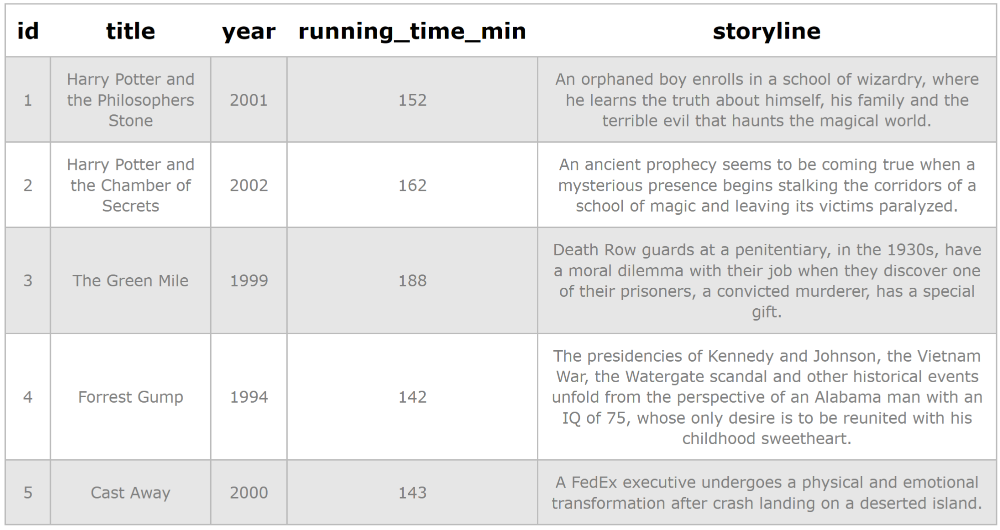 id title year running_time_min storyline
1
Harry Potter and
the Philosophers
Stone
2001
152
An orphaned boy enrolls in a school of wizardry, where
he learns the truth about himself, his family and the
terrible evil that haunts the magical world.
2
Harry Potter and
the Chamber of
Secrets
2002
162
An ancient prophecy seems to be coming true when a
mysterious presence begins stalking the corridors of a
school of magic and leaving its victims paralyzed.
3
The Green Mile
1999
188
Death Row guards at a penitentiary, in the 1930s, have
a moral dilemma with their job when they discover one
of their prisoners, a convicted murderer, has a special
gift.
4
Forrest Gump
1994
142
The presidencies of Kennedy and Johnson, the Vietnam
War, the Watergate scandal and other historical events
unfold from the perspective of an Alabama man with an
IQ of 75, whose only desire is to be reunited with his
childhood sweetheart.
5
Cast Away
2000
143
A FedEx executive undergoes a physical and emotional
transformation after crash landing on a deserted island.